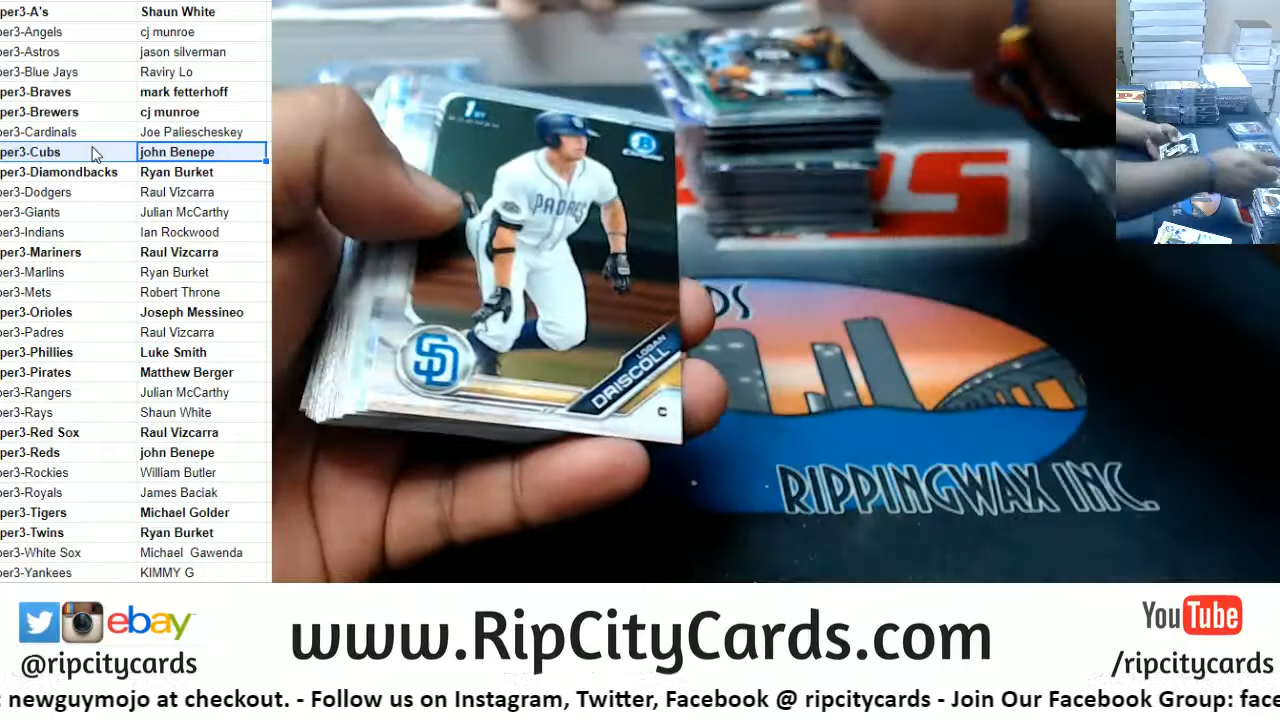 per3-A's Shaun White
per3-Angels cj munroe
per3-Astros jason silverman
per3-Blue Jays Raviry Lo
per3-Braves mark fetterhoff
per3-Brewers cj munroe
per3-Cardinals Joe Paliescheskey
per3-Cubs john Benepe
per3-Diamondbacks Ryan Burket
per3-Dodgers Raul Vizcarra
per3-Giants Julian McCarthy
per3-Indians Ian Rockwood
per3-Mariners Raul Vizcarra
per3-Marlins Ryan Burket
per3-Mets Robert Throne
per3-Orioles Joseph Messineo
per3-Padres Raul Vizcarra
per3-Phillies Luke Smith
per3-Pirates Matthew Berger
per3-Rangers Julian McCarthy
per3-Rays Shaun White
per3-Red Sox Raul Vizcarra
per3-Reds john Benepe
per3-Rockies William Butler
per3-Royals James Baciak
per3-Tigers Michael Golder
per3-Twins Ryan Burket
per3-White Sox Michael Gawenda
per3-Yankees KIMMY G
1ST
B
PADRES
SD
LOGAN
DRISCOLL
C
DS
RIPPINGWAX INC.
ebay
@ripcitycards
www.RipCityCards.com
YouTube
/ripcitycards
: newguymojo at checkout. - Follow us on Instagram, Twitter, Facebook @ ripcitycards - Join Our Facebook Group: face